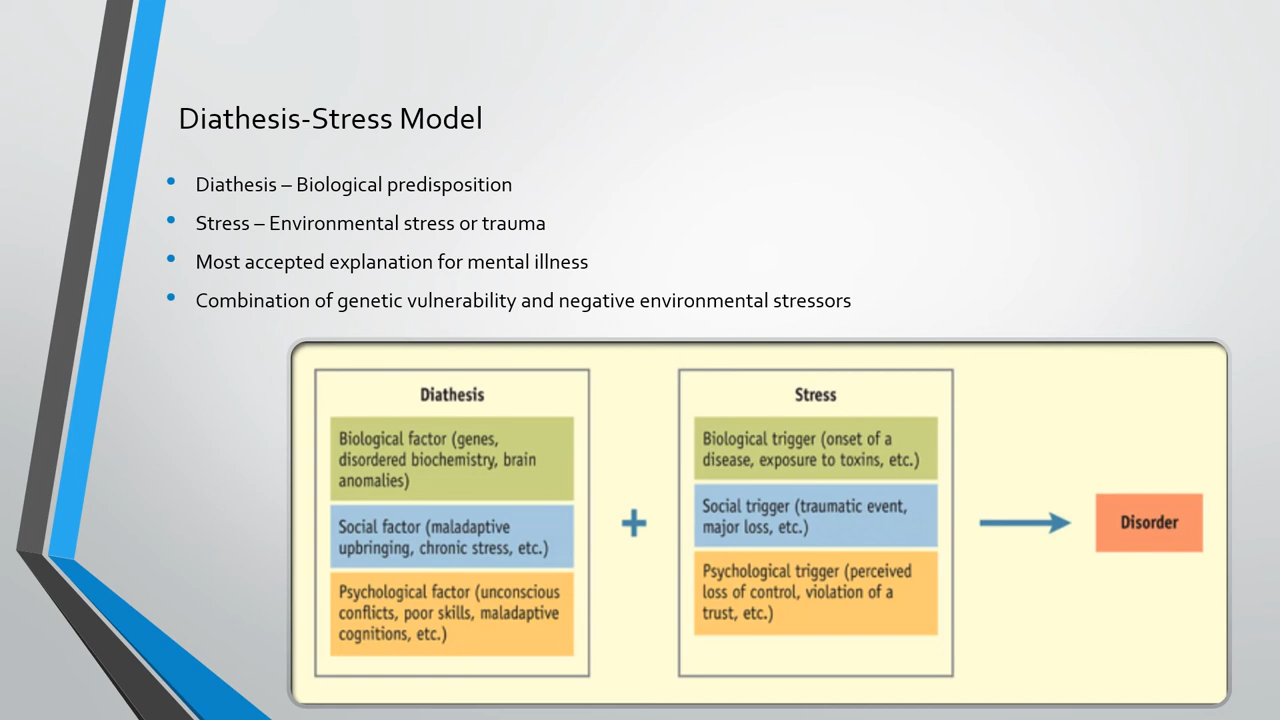 Diathesis-Stress Model
• Diathesis – Biological predisposition
• Stress – Environmental stress or trauma
• Most accepted explanation for mental illness
• Combination of genetic vulnerability and negative environmental stressors
Diathesis
Biological factor (genes,
disordered biochemistry, brain
anomalies)
Social factor (maladaptive
upbringing, chronic stress, etc.)
Psychological factor (unconscious
conflicts, poor skills, maladaptive
cognitions, etc.)
+
Stress
Biological trigger (onset of a
disease, exposure to toxins, etc.)
Social trigger (traumatic event,
major loss, etc.)
Psychological trigger (perceived
loss of control, violation of a
trust, etc.)
Disorder